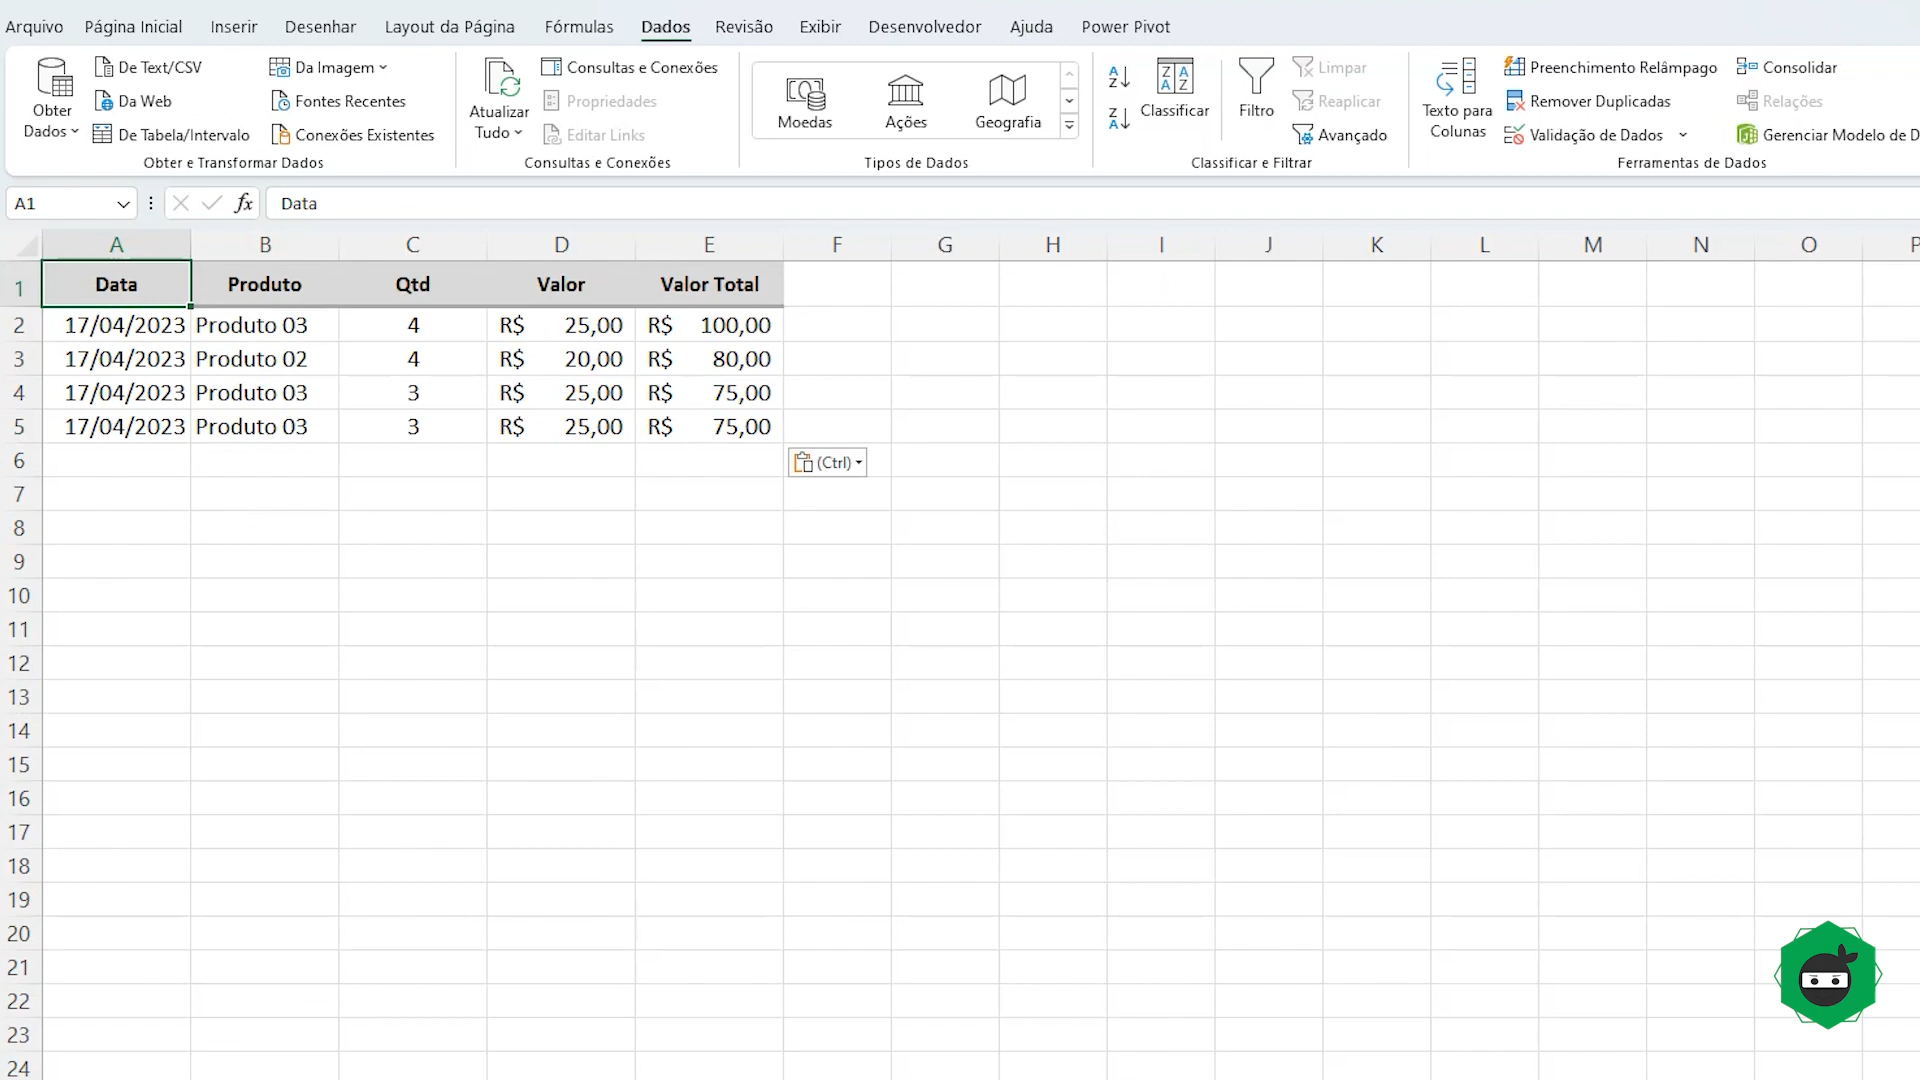 Arquivo Página Inicial Inserir Desenhar Layout da Página Fórmulas Dados Revisão Exibir Desenvolvedor Ajuda Power Pivot
Obter Dados
De Text/CSV
Da Web
De Tabela/Intervalo
Da Imagem
Fontes Recentes
Conexões Existentes
Obter e Transformar Dados
Atualizar
Tudo
Consultas e Conexões
Propriedades
Editar Links
Consultas e Conexões
Moedas
Ações
Geografia
Tipos de Dados
Classificar
Filtro
Limpar
Reaplicar
Avançado
Classificar e Filtrar
Texto para
Colunas
Preenchimento Relâmpago
Remover Duplicadas
Validação de Dados
Consolidar
Relações
Gerenciar Modelo de D
Ferramentas de Dados
A1 fx Data
A B C D E F G H I J K L M N O P
1 Data Produto Qtd Valor Valor Total
2 17/04/2023 Produto 03 4 R$ 25,00 R$ 100,00
3 17/04/2023 Produto 02 4 R$ 20,00 R$ 80,00
4 17/04/2023 Produto 03 3 R$ 25,00 R$ 75,00
5 17/04/2023 Produto 03 3 R$ 25,00 R$ 75,00
6 (Ctrl)
7
8
9
10
11
12
13
14
15
16
17
18
19
20
21
22
23
24